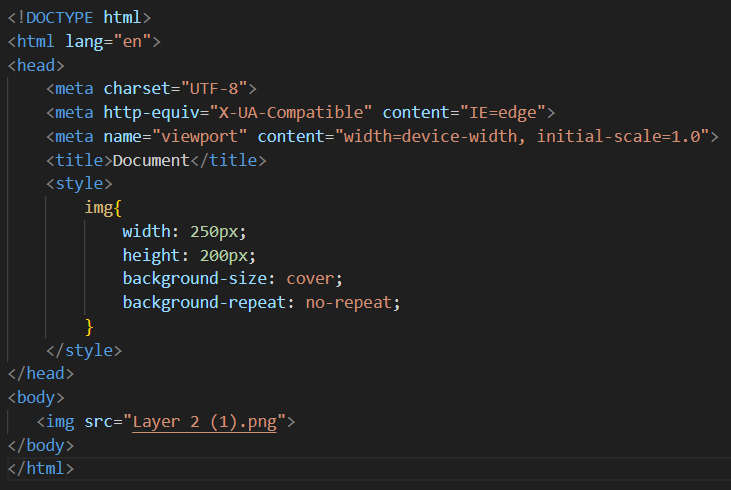 <!DOCTYPE html>
<html lang="en">
<head>
    <meta charset="UTF-8">
    <meta http-equiv="X-UA-Compatible" content="IE=edge">
    <meta name="viewport" content="width=device-width, initial-scale=1.0">
    <title>Document</title>
    <style>
        img{
            width: 250px;
            height: 200px;
            background-size: cover;
            background-repeat: no-repeat;
        }
    </style>
</head>
<body>
   <img src="Layer 2 (1).png">
</body>
</html>